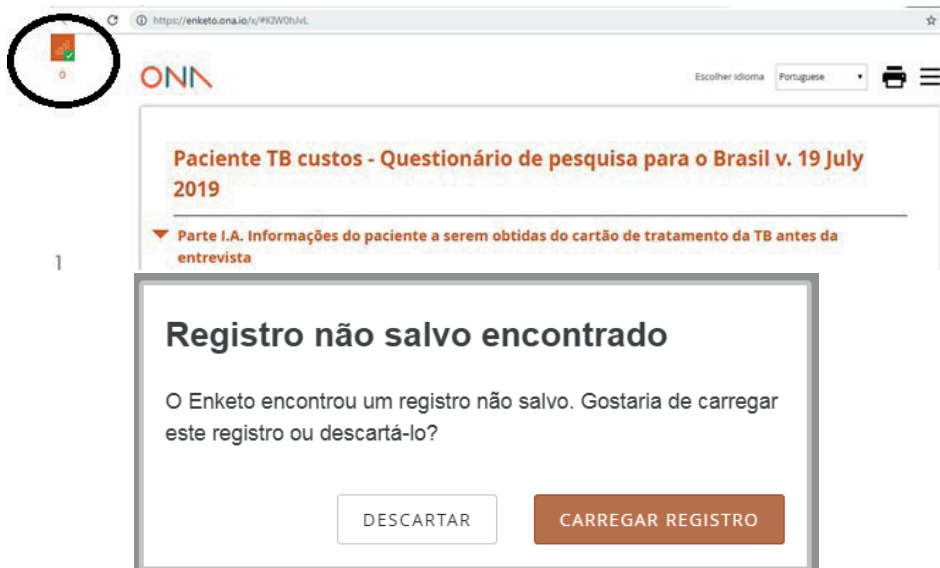 https://enketo.ona.io/x/#KJW0hJvL
0
ONA
Escolher idioma Portuguese
Paciente TB custos - Questionário de pesquisa para o Brasil v. 19 July
2019
Parte I.A. Informações do paciente a serem obtidas do cartão de tratamento da TB antes da
entrevista
1
Registro não salvo encontrado
O Enketo encontrou um registro não salvo. Gostaria de carregar
este registro ou descartá-lo?
DESCARTAR CARREGAR REGISTRO